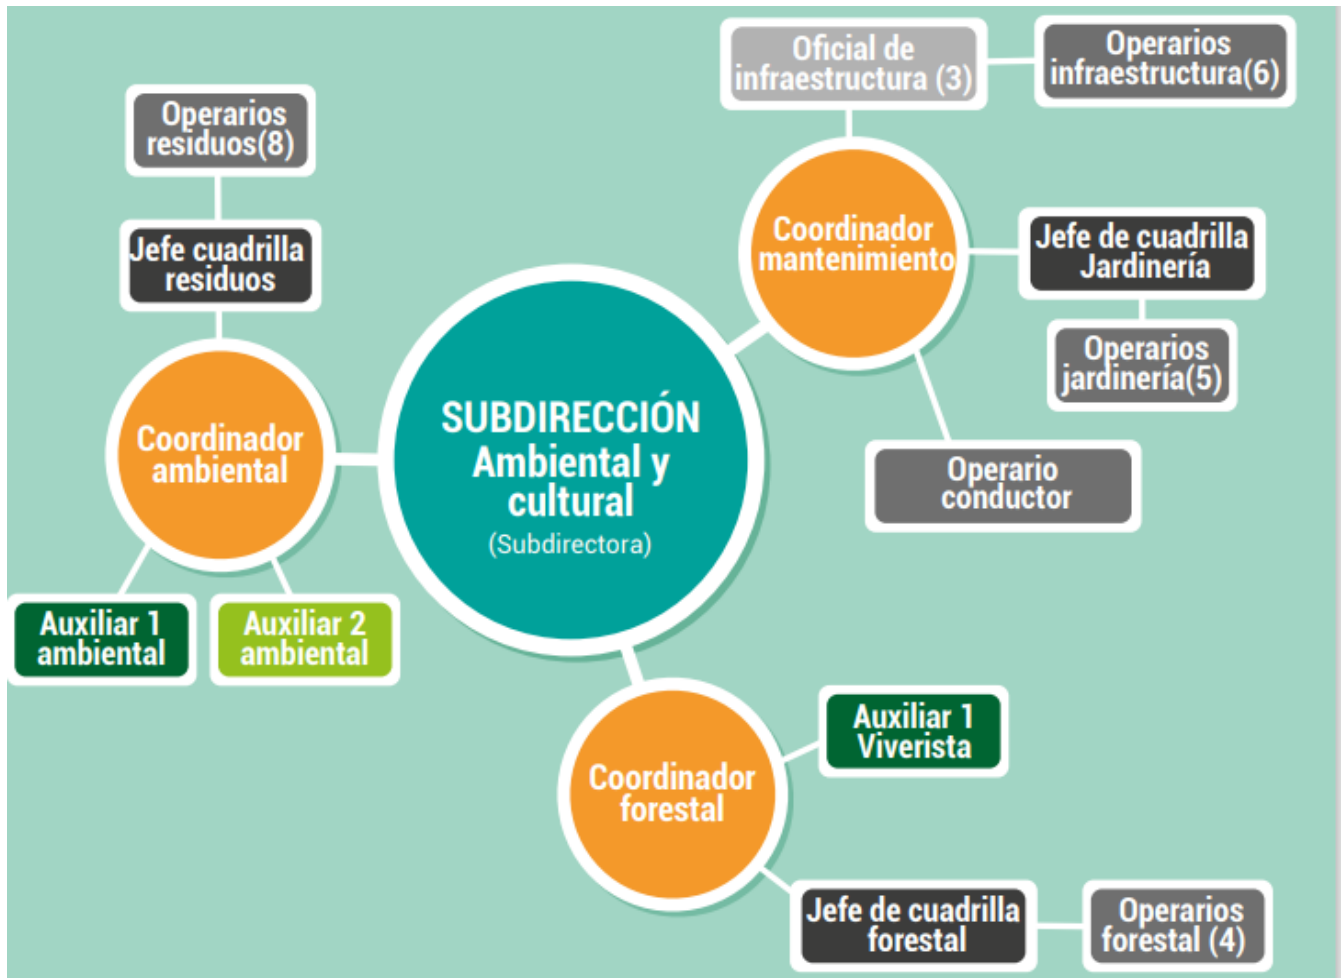 Oficial de
infraestructura (3)
Operarios
infraestructura(6)
Operarios
residuos(8)
Jefe cuadrilla
residuos
Coordinador
mantenimiento
Jefe de cuadrilla
Jardinería
Operarios
jardinería(5)
SUBDIRECCIÓN
Ambiental y
cultural
(Subdirectora)
Coordinador
ambiental
Operario
conductor
Auxiliar 1
ambiental
Auxiliar 2
ambiental
Auxiliar 1
Viverista
Coordinador
forestal
Jefe de cuadrilla
forestal
Operarios
forestal (4)